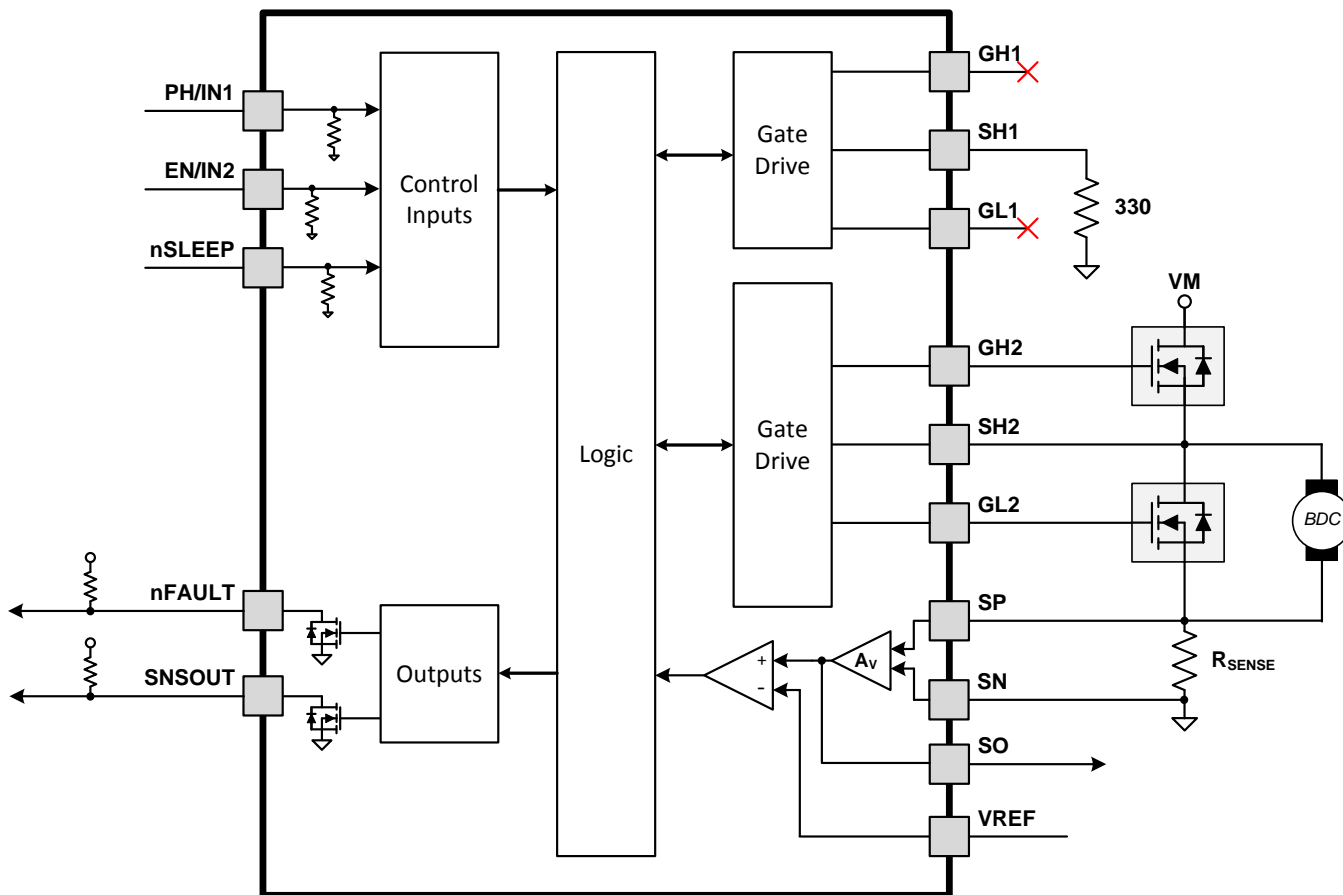 PH/IN1
EN/IN2
nSLEEP
nFAULT
SNSOUT
Control
Inputs
Outputs
Logic
Gate
Drive
Gate
Drive
+
-
AV
GH1
SH1
GL1
330
VM
GH2
SH2
GL2
BDC
SP
RSENSE
SN
SO
VREF